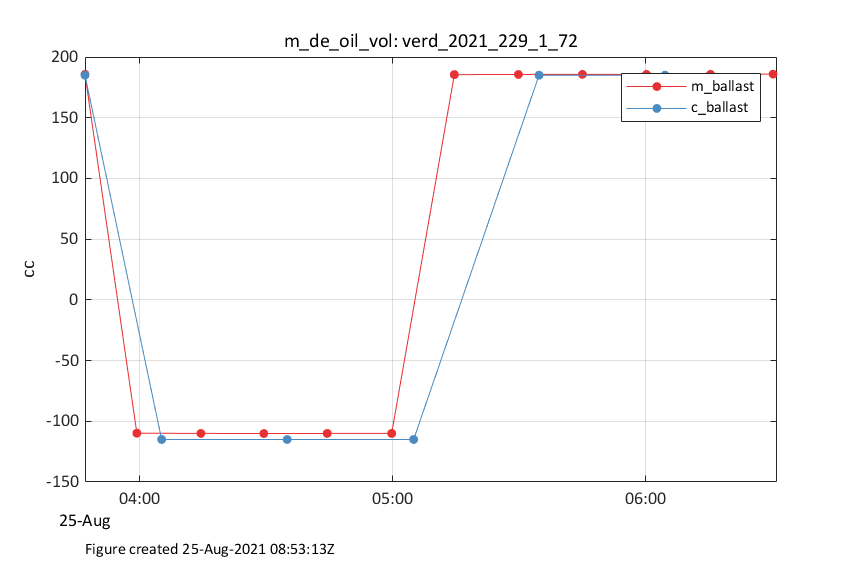 m_de_oil_vol: verd_2021_229_1_72
200
150
100
50
0
-50
-100
-150
cc
m_ballast
c_ballast
04:00
05:00
06:00
25-Aug
Figure created 25-Aug-2021 08:53:13Z